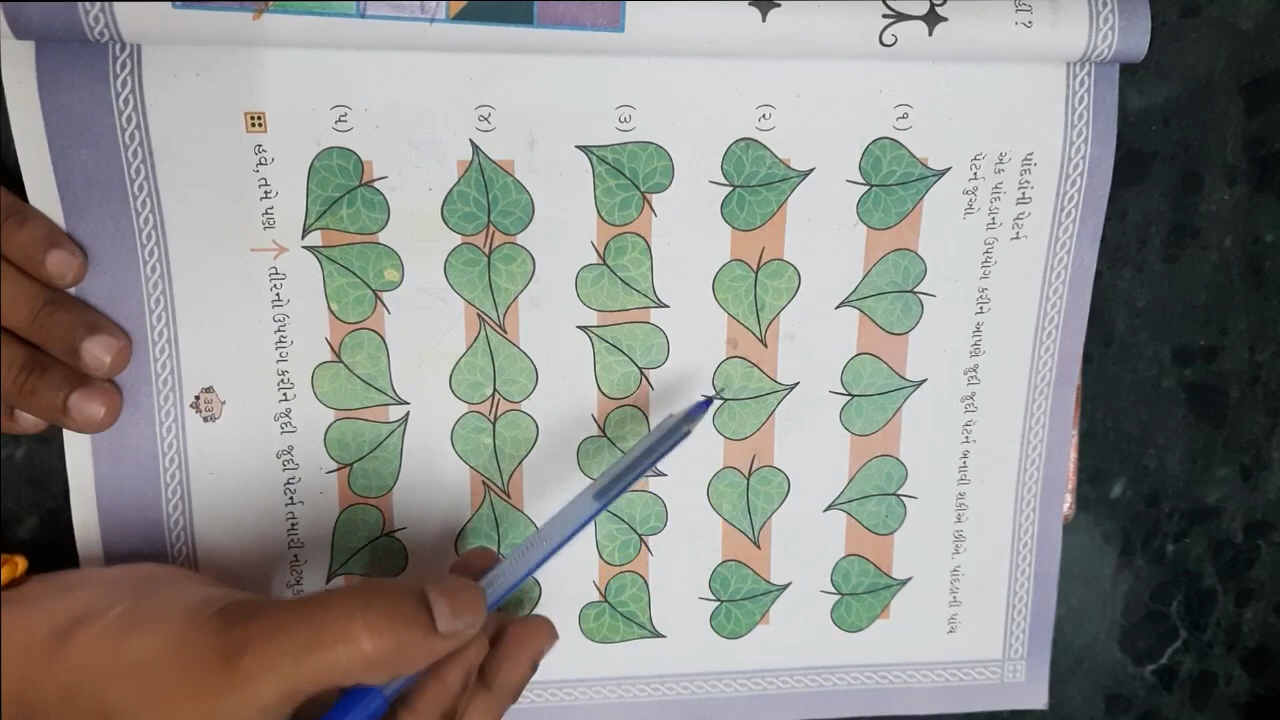 પાંદડાંની પેટર્ન
એક પાંદડાનો ઉપયોગ કરીને આપણે જુદી જુદી પેટર્ન બનાવી શકીએ છીએ. પાંદડાની પાંચ
પેટર્ન જુઓ.
(૧)
(૨)
(૩)
(૪)
(૫)
હવે, તમે પણ ↑ તીરનો ઉપયોગ કરીને જુદી જુદી પેટર્ન તમારી નોટબુક
૩૩